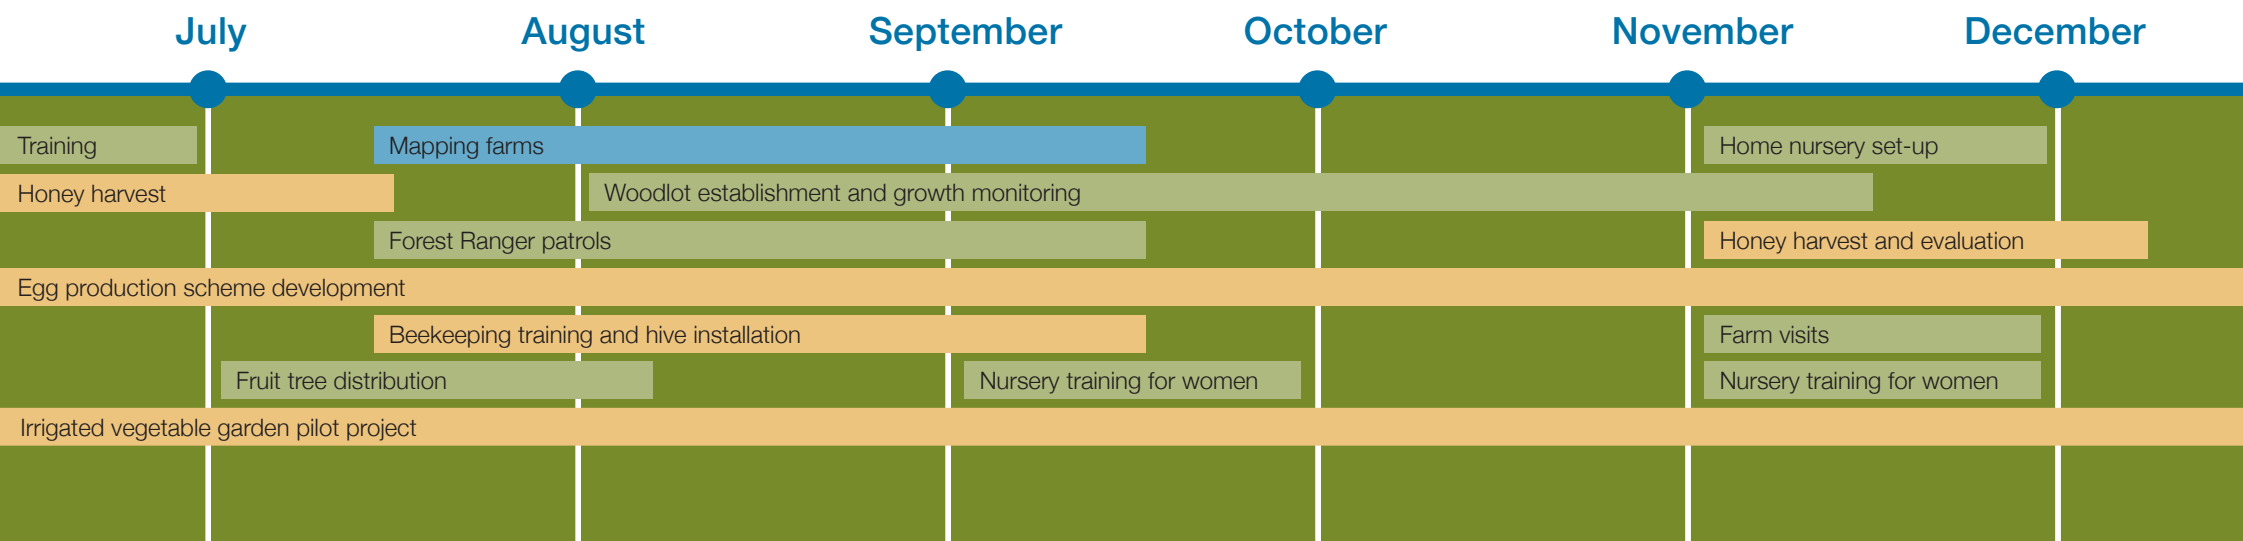 July
August
September
October
November
December
Training
Mapping farms
Home nursery set-up
Honey harvest
Woodlot establishment and growth monitoring
Forest Ranger patrols
Honey harvest and evaluation
Egg production scheme development
Beekeeping training and hive installation
Farm visits
Fruit tree distribution
Nursery training for women
Nursery training for women
Irrigated vegetable garden pilot project